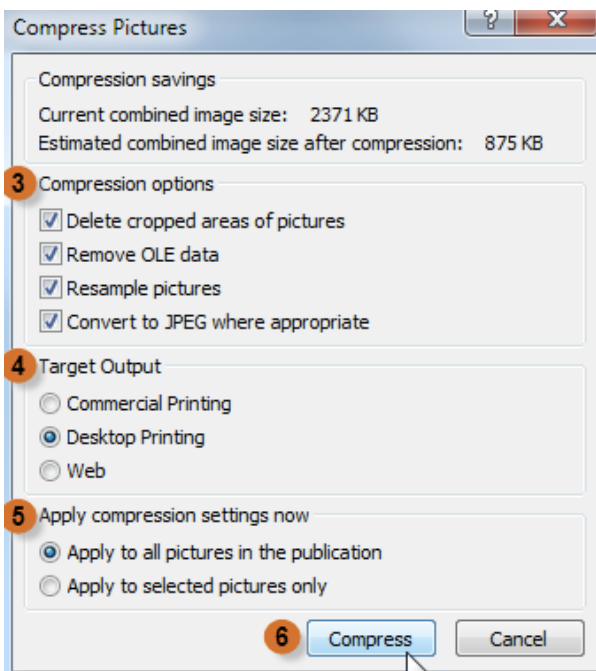 Compress Pictures
?
X
Compression savings
Current combined image size: 2371 KB
Estimated combined image size after compression: 875 KB
3 Compression options
Delete cropped areas of pictures
Remove OLE data
Resample pictures
Convert to JPEG where appropriate
4 Target Output
Commercial Printing
Desktop Printing
Web
5 Apply compression settings now
Apply to all pictures in the publication
Apply to selected pictures only
6 Compress Cancel